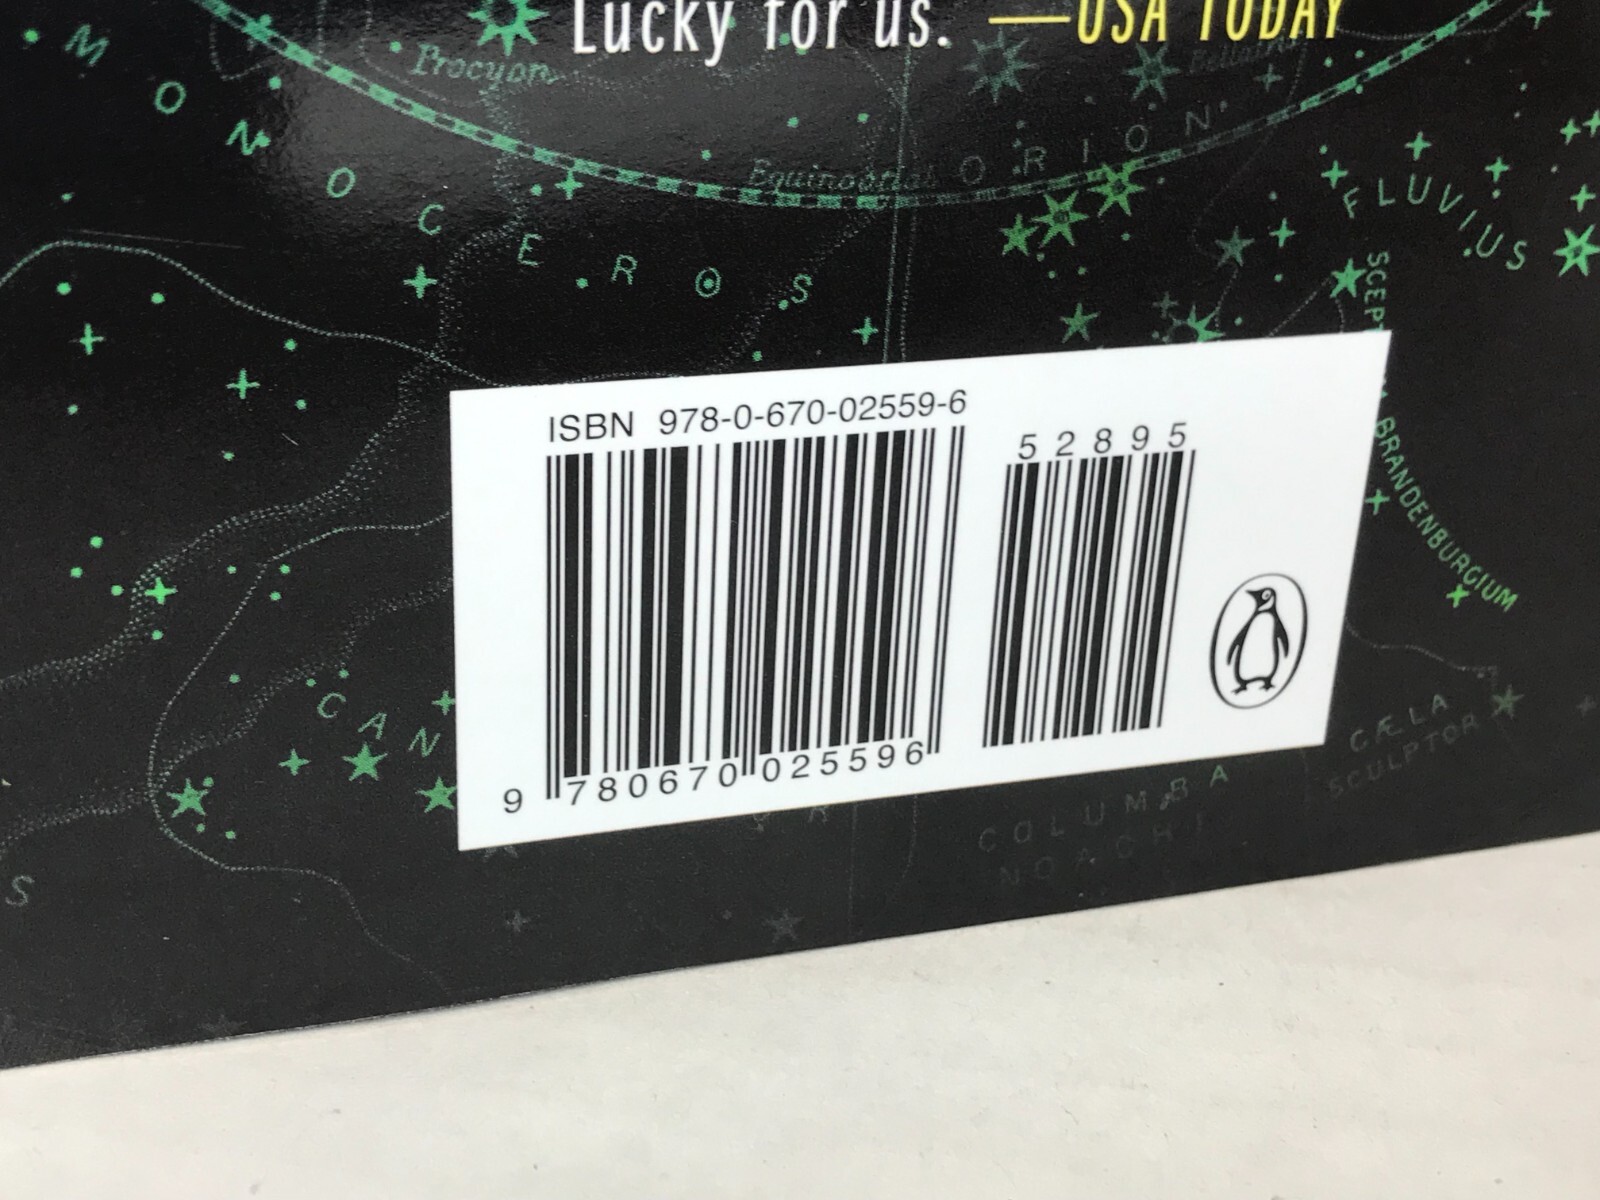 Lucky for us. —USA TODAY
Procyon
MONOCEROS
Equinoctial
ORION
FLUVIUS
BRANDENBURGIUM
ISBN 978-0-670-02559-6
52895
9 780670 025596
CAN
CÆLA
SCULPTOR
COLUMBA
NOACHI
S